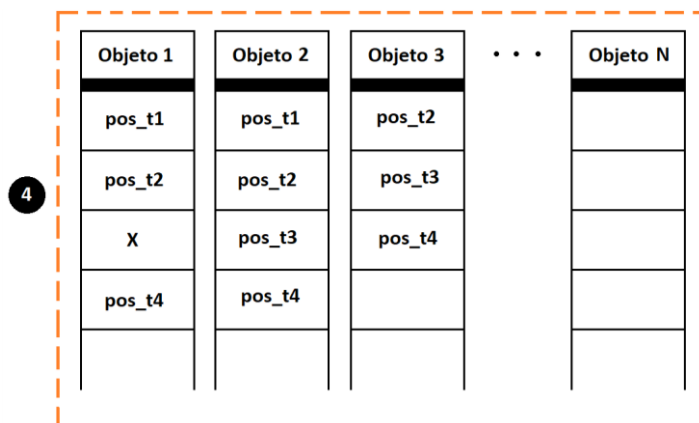 Objeto 1 Objeto 2 Objeto 3 . . . Objeto N
pos_t1 pos_t1 pos_t2
4
pos_t2 pos_t2 pos_t3
X pos_t3 pos_t4
pos_t4 pos_t4